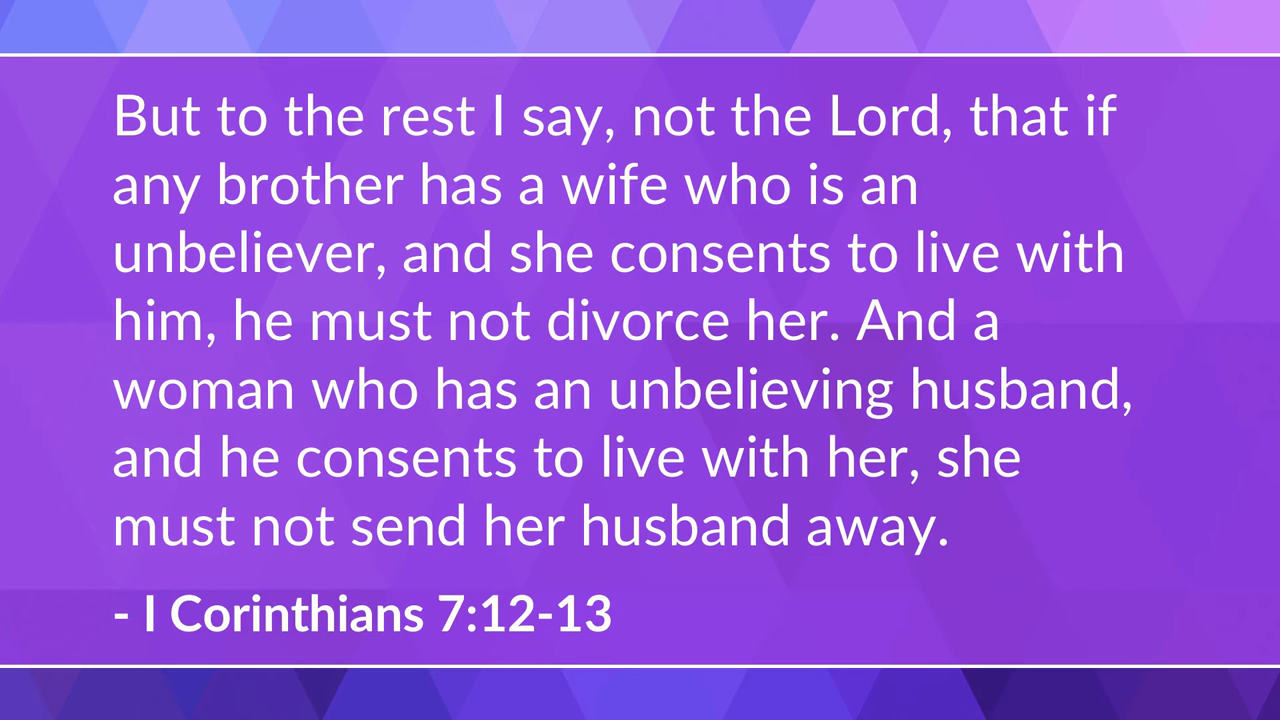 But to the rest I say, not the Lord, that if
any brother has a wife who is an
unbeliever, and she consents to live with
him, he must not divorce her. And a
woman who has an unbelieving husband,
and he consents to live with her, she
must not send her husband away.
- I Corinthians 7:12-13